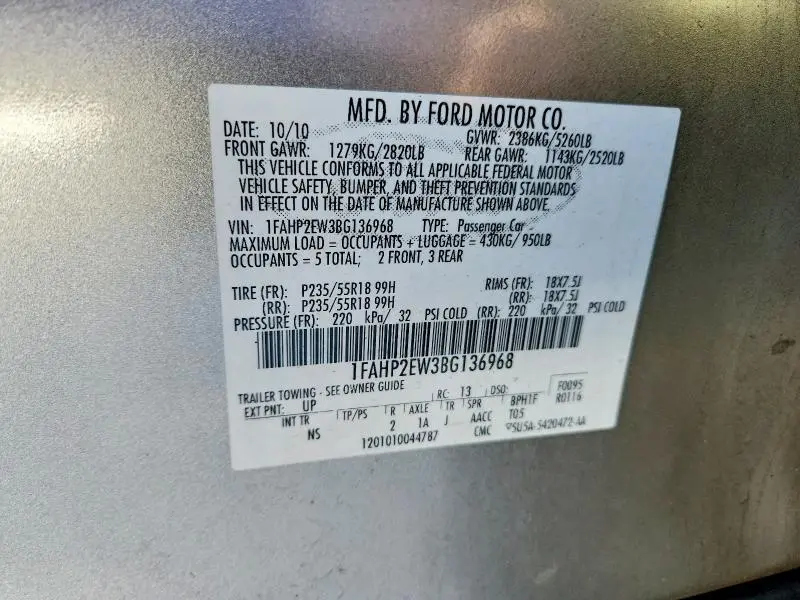 MFD. BY FORD MOTOR CO.
DATE: 10/10 GVWR: 2386KG/5260LB
FRONT GAWR: 1279KG/2820LB REAR GAWR: 1143KG/2520LB
THIS VEHICLE CONFORMS TO ALL APPLICABLE FEDERAL MOTOR
VEHICLE SAFETY, BUMPER, AND THEFT PREVENTION STANDARDS
IN EFFECT ON THE DATE OF MANUFACTURE SHOWN ABOVE.
VIN: 1FAHP2EW3BG136968 TYPE: Passenger Car
MAXIMUM LOAD = OCCUPANTS + LUGGAGE = 430KG/ 950LB
OCCUPANTS = 5 TOTAL; 2 FRONT, 3 REAR
TIRE (FR): P235/55R18 99H RIMS (FR): 18X7.5J
(RR): P235/55R18 99H (RR): 18X7.5J
PRESSURE (FR): 220 kPa/ 32 PSI COLD (RR): 220 kPa/ 32 PSI COLD
1FAHP2EW3BG136968
TRAILER TOWING - SEE OWNER GUIDE RC: 13 DSO: F0095
EXT PNT: UP R0116
INT TR TP/PS R AXLE TR SPR BPH1F
NS 2 1A J AACC T05
1201010044787 CMC 5U5A-5420472-AA